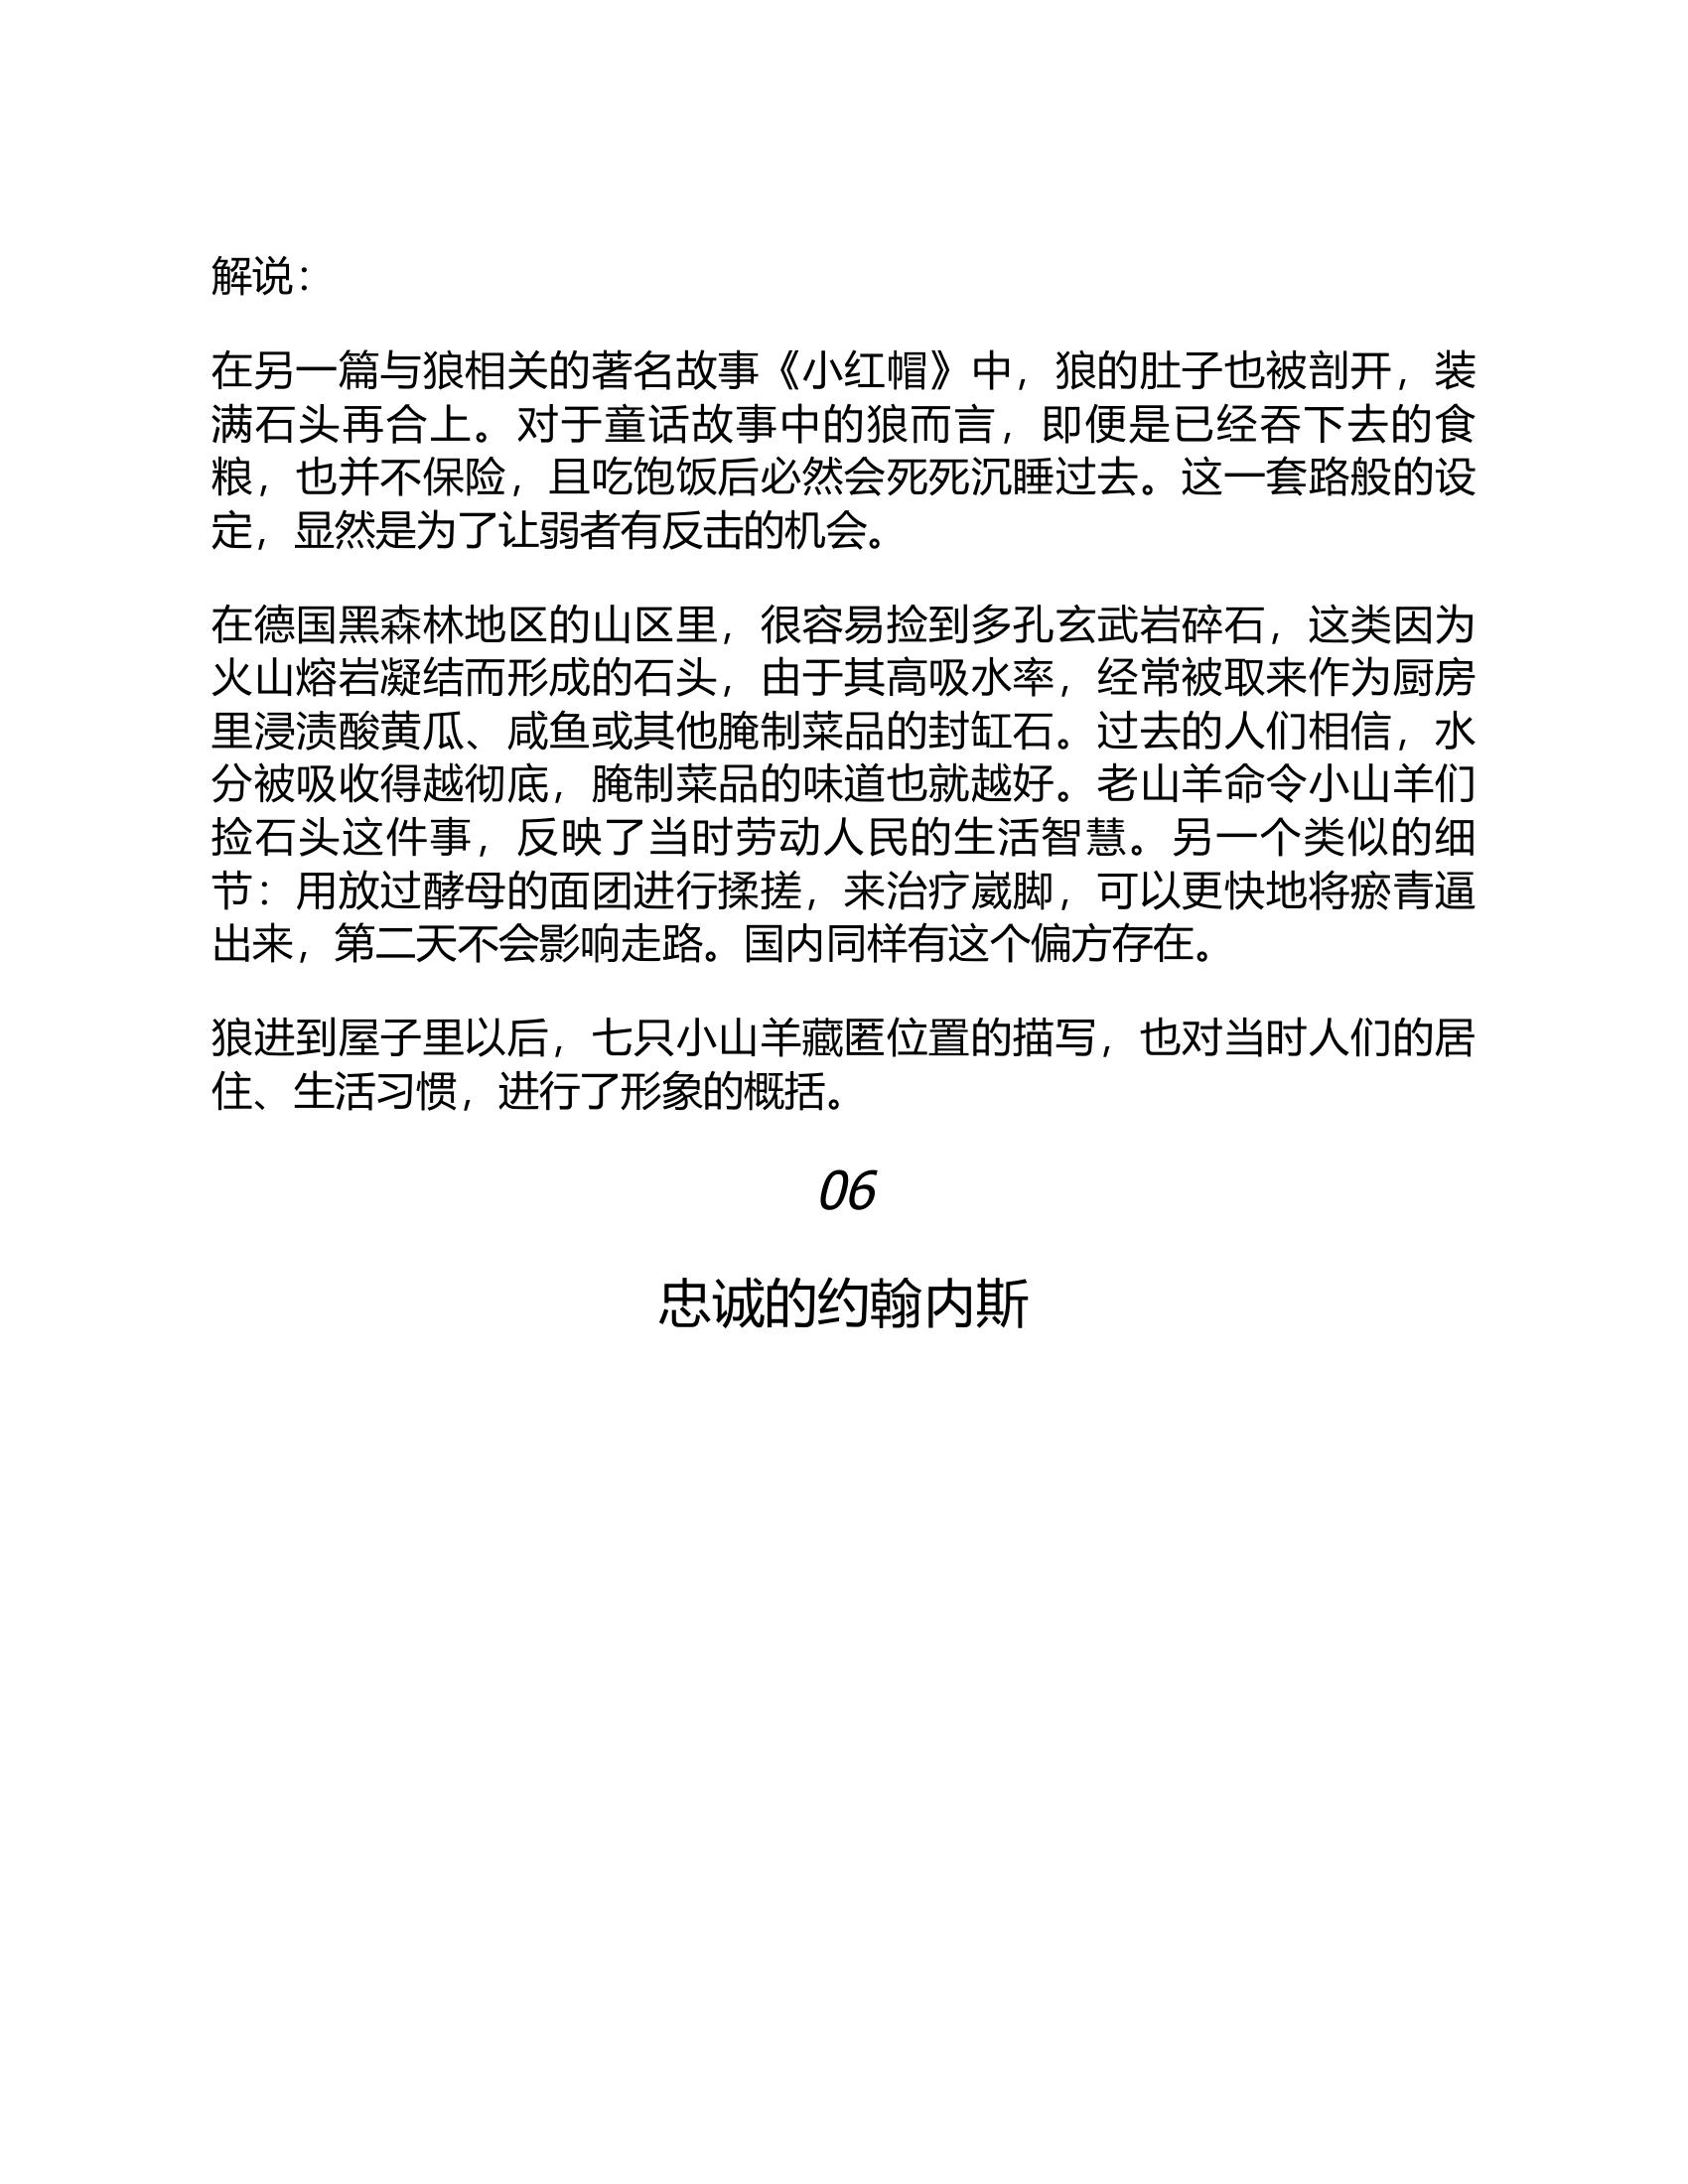 解说：
在另一篇与狼相关的著名故事《小红帽》中，狼的肚子也被剖开，装
满石头再合上。对于童话故事中的狼而言，即便是已经吞下去的食
粮，也并不保险，且吃饱饭后必然会死死沉睡过去。这一套路般的设
定，显然是为了让弱者有反击的机会。
在德国黑森林地区的山区里，很容易捡到多孔玄武岩碎石，这类因为
火山熔岩凝结而形成的石头，由于其高吸水率，经常被取来作为厨房
里浸渍酸黄瓜、咸鱼或其他腌制菜品的封缸石。过去的人们相信，水
分被吸收得越彻底，腌制菜品的味道也就越好。老山羊命令小山羊们
捡石头这件事，反映了当时劳动人民的生活智慧。另一个类似的细
节：用放过酵母的面团进行揉搓，来治疗崴脚，可以更快地将瘀青逼
出来，第二天不会影响走路。国内同样有这个偏方存在。
狼进到屋子里以后，七只小山羊藏匿位置的描写，也对当时人们的居
住、生活习惯，进行了形象的概括。
06
忠诚的约翰内斯